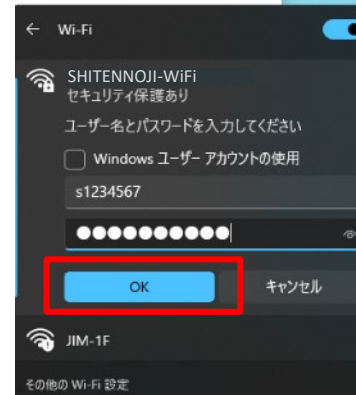 Wi-Fi
SHITENNOJI-WiFi
セキュリティ保護あり
ユーザー名とパスワードを入力してください
Windows ユーザー アカウントの使用
s1234567
●●●●●●●●●●
OK キャンセル
JIM-1F
その他の Wi-Fi 設定